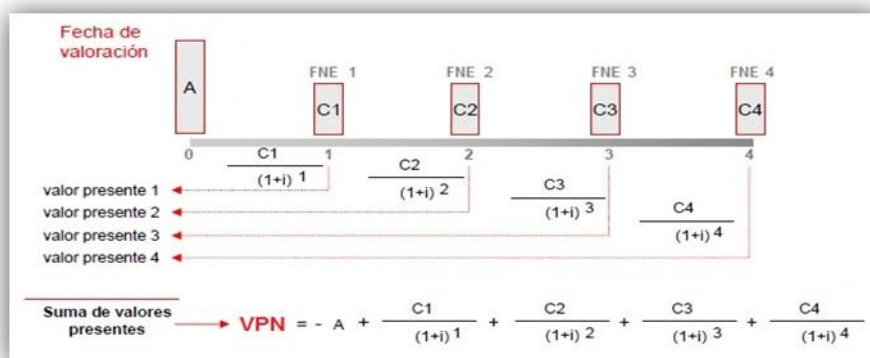 Fecha de
valoración
A
FNE 1
FNE 2
FNE 3
FNE 4
C1
C2
C3
C4
0
1
2
3
4
C1
(1+i) 1
C2
(1+i) 2
C3
(1+i) 3
C4
(1+i) 4
valor presente 1
valor presente 2
valor presente 3
valor presente 4
Suma de valores
presentes
VPN = - A + C1 / (1+i) 1 + C2 / (1+i) 2 + C3 / (1+i) 3 + C4 / (1+i) 4